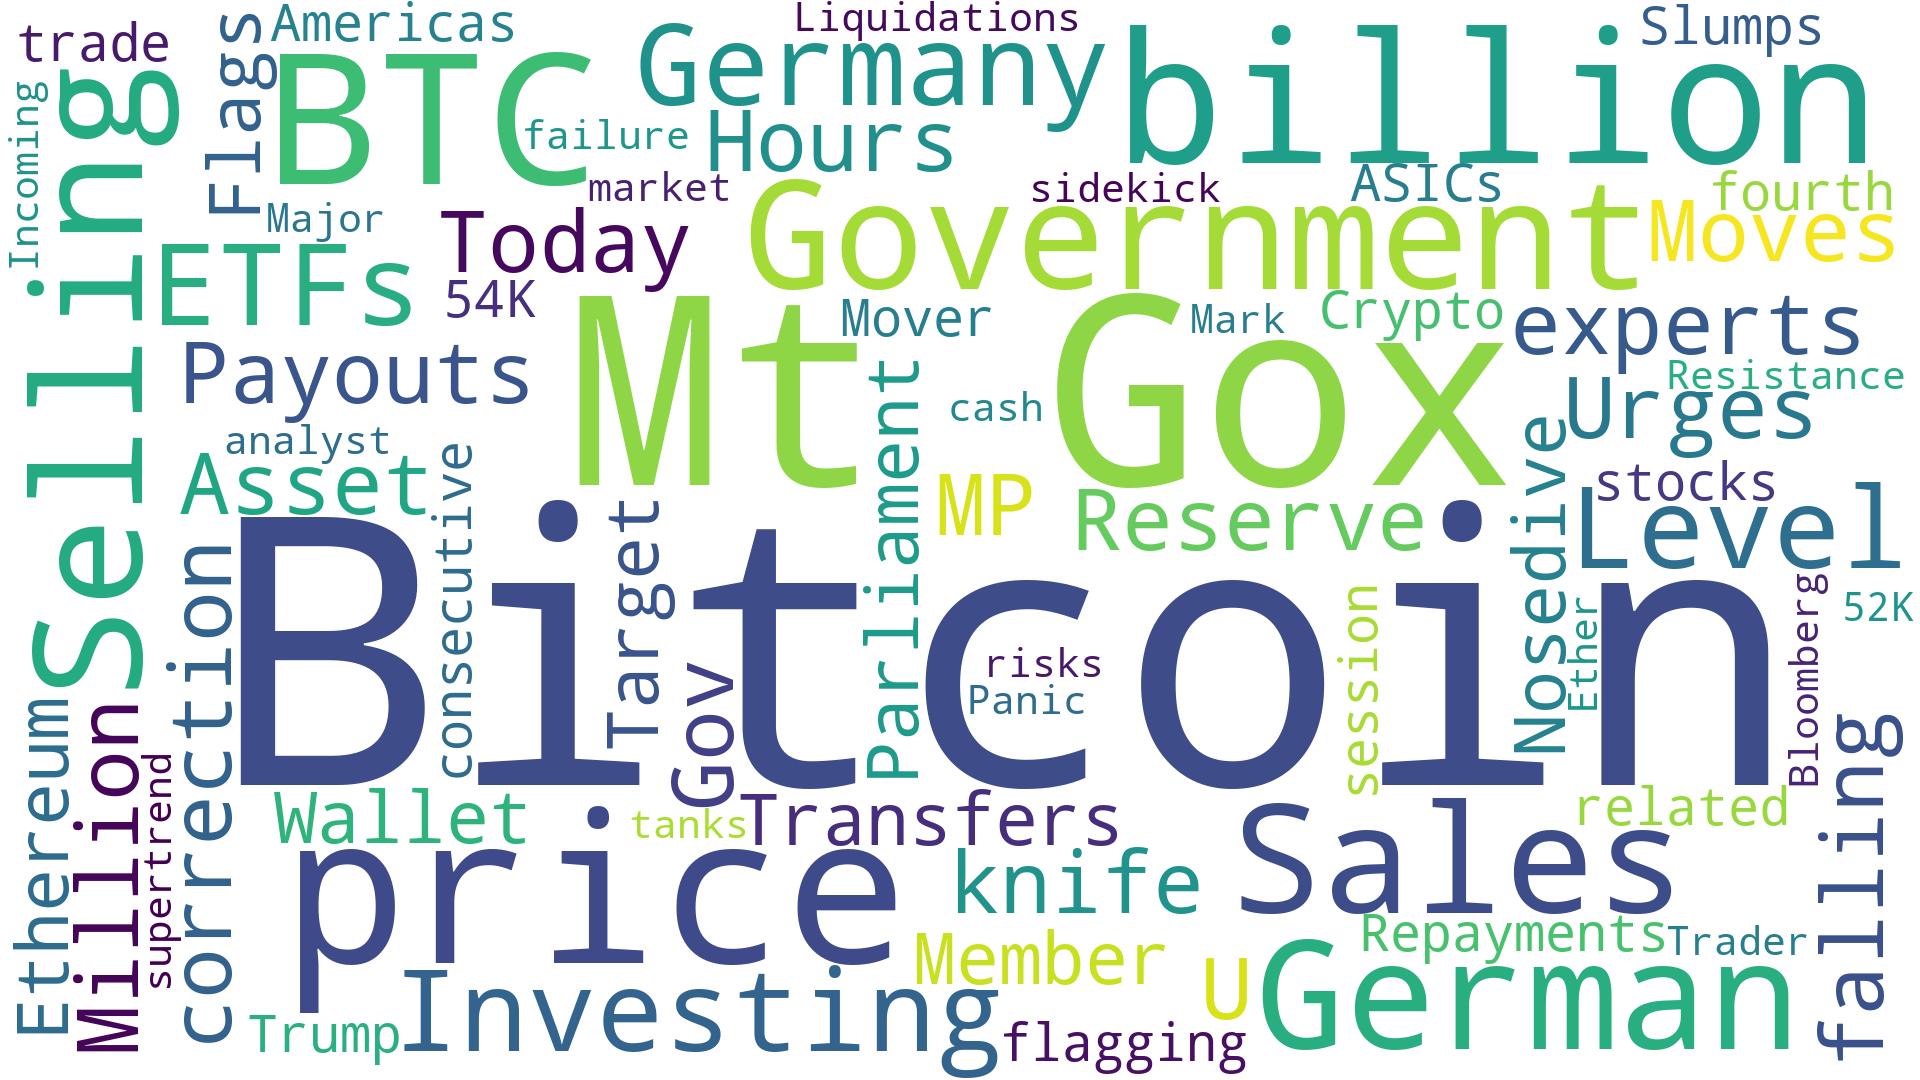 Liquidations
Americas
Slumps
trade
Flags
BTC
Germany
billion
Incoming
Selling
failure
Hours
market
sidekick
ASICs
fourth
Major
Today
Government
Moves
ETFs
54K
Mt Gox
Mover
Mark
Crypto
experts
Payouts
Parliament
cash
Resistance
Urges
analyst
Asset
consecutive
Target
MP
Reserve
Nosedive
stocks
Level
Bitcoin
correction
Gov
risks
Panic
session
Ether
Bloomberg
52K
Ethereum
Million
supertrend
Wallet
tanks
Transfers
related
falling
price
knife
Sales
Member
Repayments
Trader
U
German
Trump
Investing
flagging